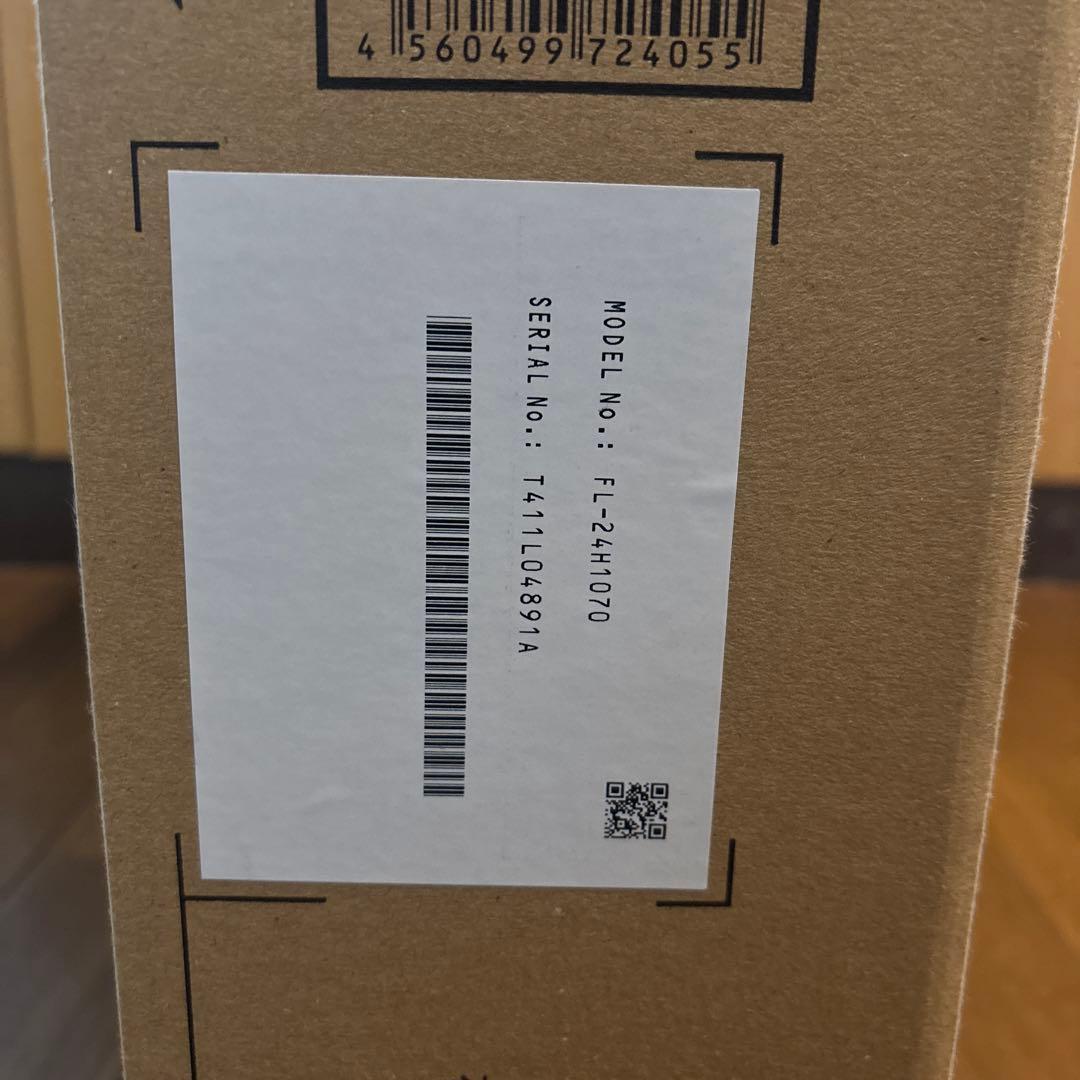 4 560499 724055
MODEL No.: FL-24H1070
SERIAL No.: T411L04891A